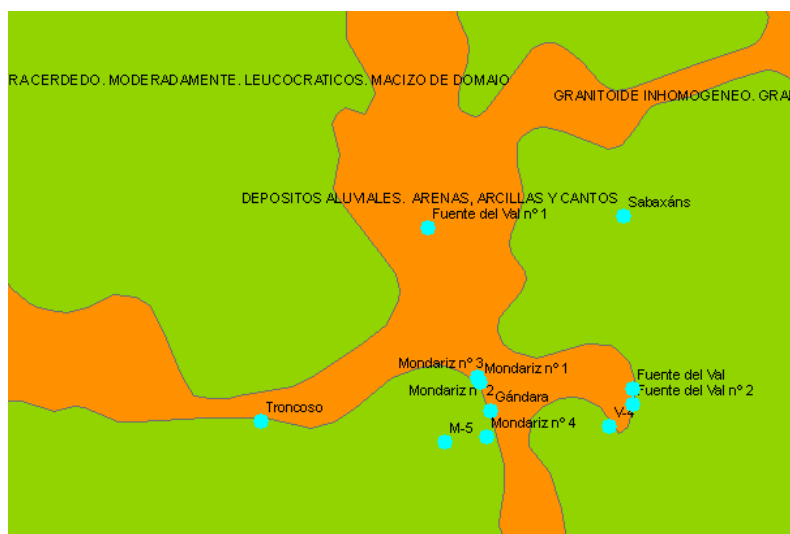 RACERDEDO. MODERADAMENTE. LEUCOCRATICOS. MACIZO DE DOMAIO
GRANITOIDE INHOMOGENEO. GRA
DEPOSITOS ALUVIALES. ARENAS, ARCILLAS Y CANTOS
Sabaxáns
Fuente del Val nº 1
Mondariz nº 3
Mondariz nº 1
Fuente del Val
Mondariz nº 2
Gándara
Fuente del Val nº 2
Troncoso
V-4
M-5
Mondariz nº 4